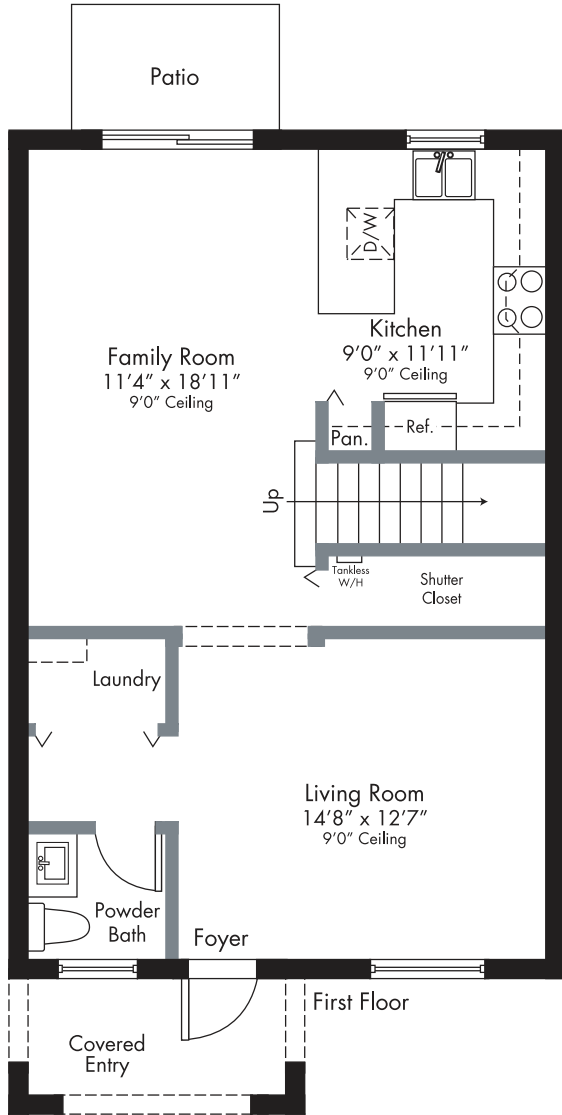 Patio
D/W
Kitchen
9'0" x 11'11"
9'0" Ceiling
Family Room
11'4" x 18'11"
9'0" Ceiling
Pan.
Ref.
Up
Tankless
W/H
Shutter
Closet
Laundry
Living Room
14'8" x 12'7"
9'0" Ceiling
Powder
Bath
Foyer
First Floor
Covered
Entry